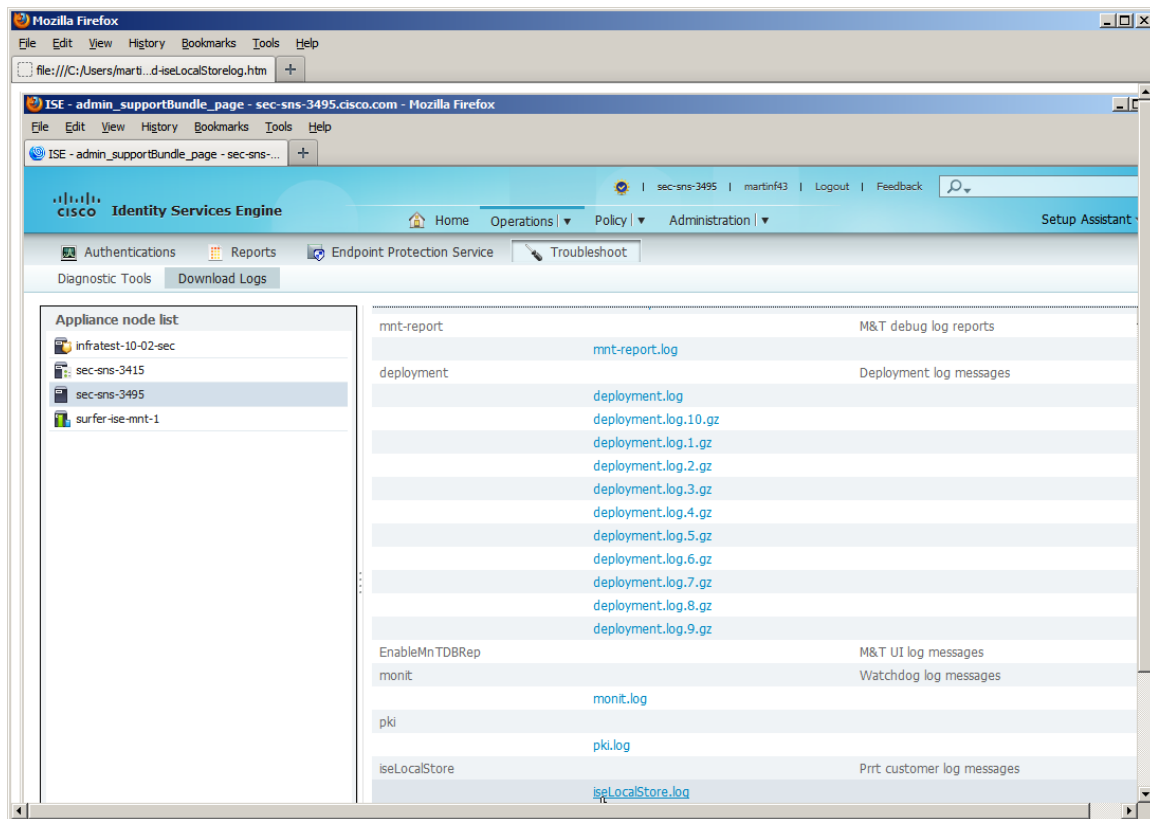 Mozilla Firefox
File Edit View History Bookmarks Tools Help
file:///C:/Users/marti...d-iseLocalStorelog.htm +
ISE - admin_supportBundle_page - sec-sns-3495.cisco.com - Mozilla Firefox
File Edit View History Bookmarks Tools Help
ISE - admin_supportBundle_page - sec-sns-... +
sec-sns-3495 | martinf43 | Logout | Feedback
CISCO Identity Services Engine
Home Operations | Policy | Administration | Setup Assistant
Authentications Reports Endpoint Protection Service Troubleshoot
Diagnostic Tools Download Logs
Appliance node list
infratest-10-02-sec
sec-sns-3415
sec-sns-3495
surfer-ise-mnt-1
mnt-report M&T debug log reports
mnt-report.log
deployment Deployment log messages
deployment.log
deployment.log.10.gz
deployment.log.1.gz
deployment.log.2.gz
deployment.log.3.gz
deployment.log.4.gz
deployment.log.5.gz
deployment.log.6.gz
deployment.log.7.gz
deployment.log.8.gz
deployment.log.9.gz
EnableMnTDBRep M&T UI log messages
monit Watchdog log messages
monit.log
pki
pki.log
iseLocalStore Prrt customer log messages
iseLocalStore.log